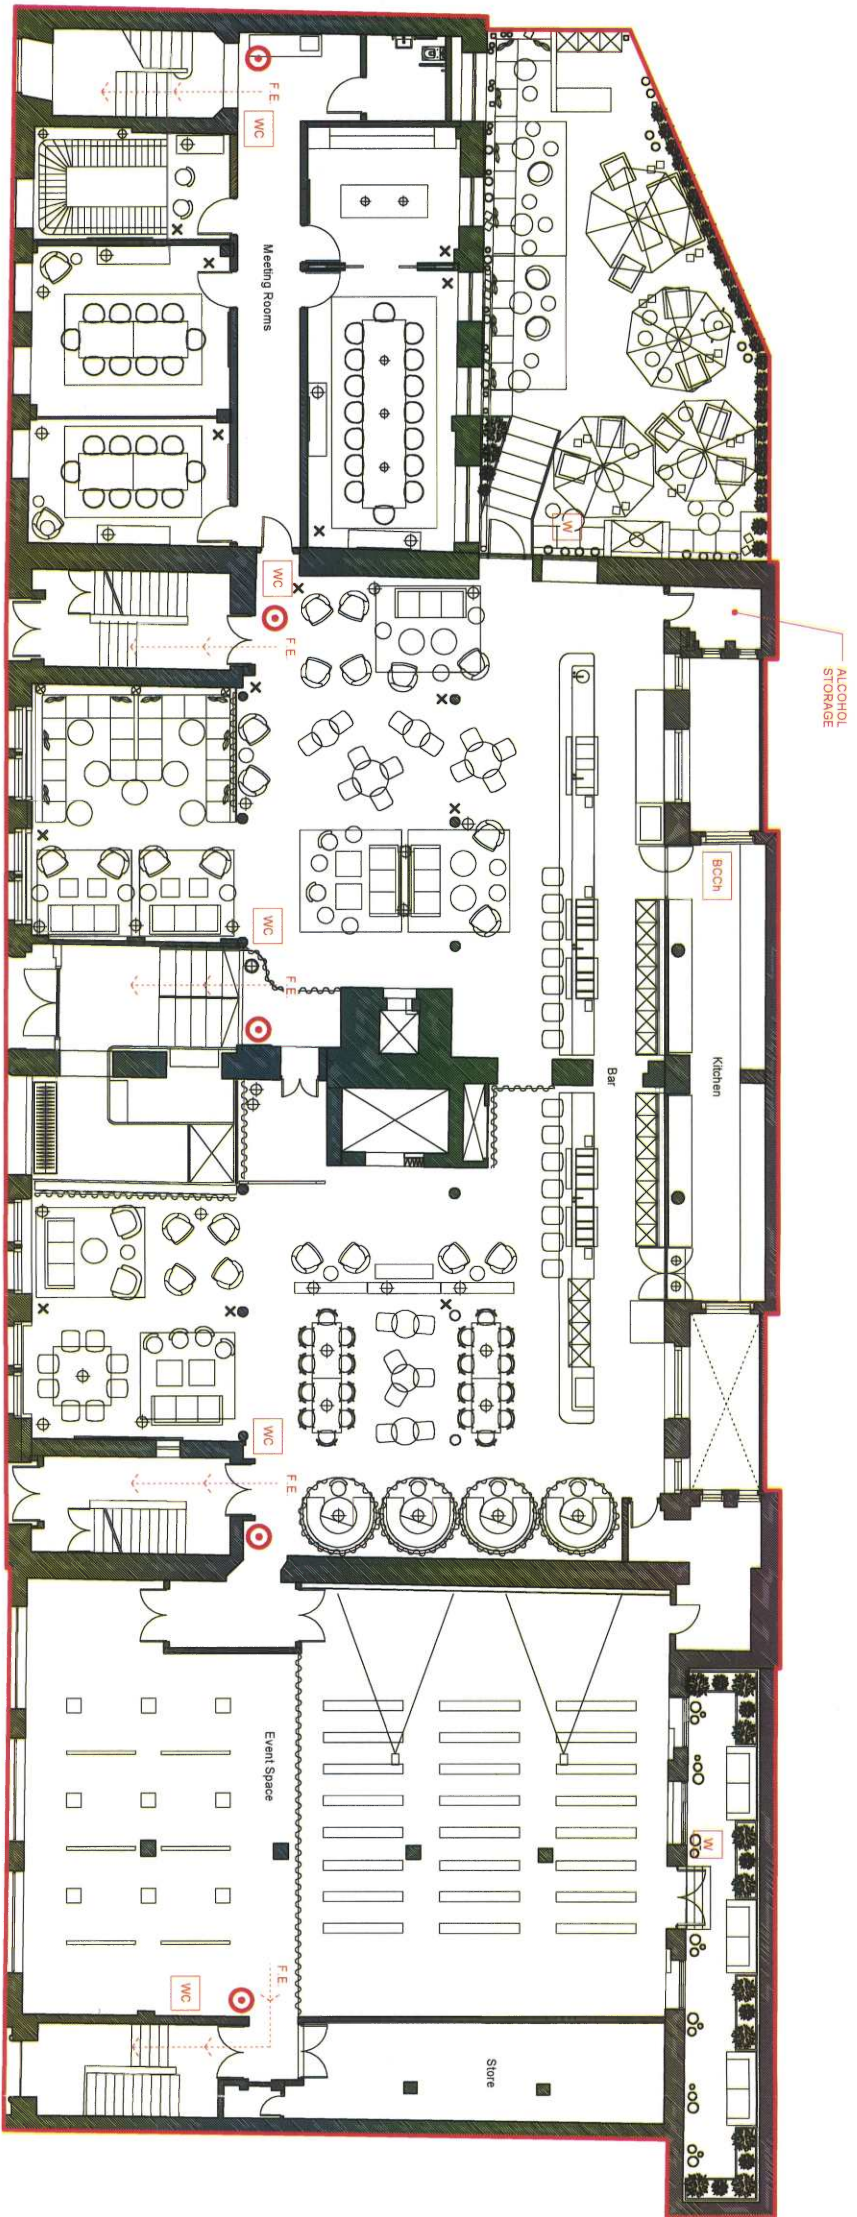 F.E.
WC
Meeting Rooms
W
WC
F.E.
ALCOHOL
STORAGE
BCCh
WC
F.E.
Kitchen
Bar
WC
F.E.
Event Space
W
F.E.
WC
Store